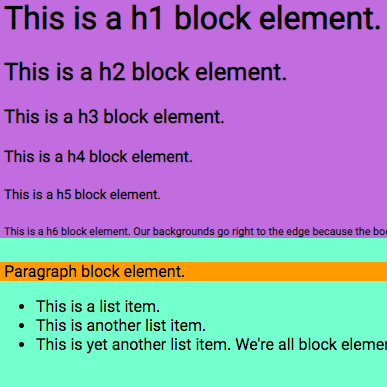 This is a h1 block element.
This is a h2 block element.
This is a h3 block element.
This is a h4 block element.
This is a h5 block element.
This is a h6 block element. Our backgrounds go right to the edge because the
Paragraph block element.
This is a list item.
This is another list item.
This is yet another list item. We're all block